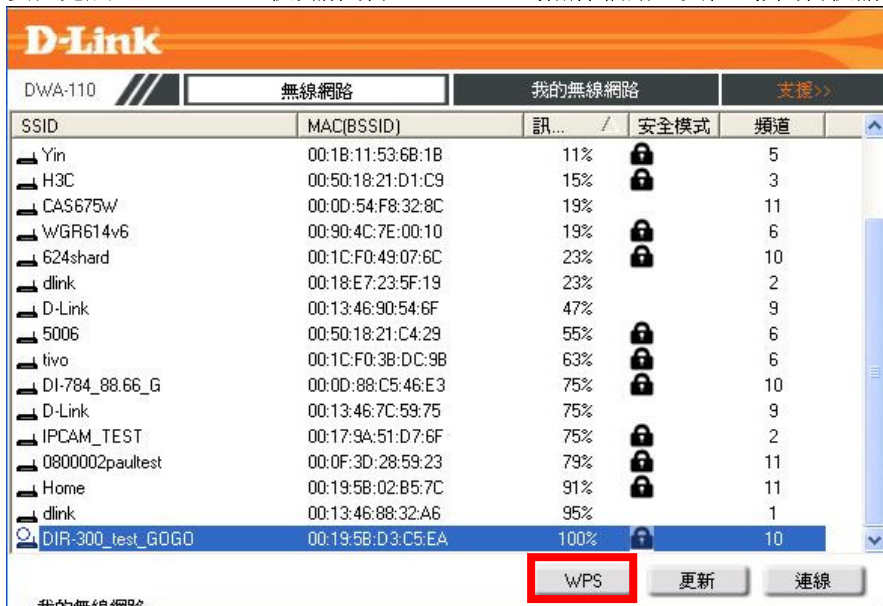 D-Link
DWA-110 無線網路 我的無線網路 支援>>
SSID MAC(BSSID) 訊... 安全模式 頻道
Yin 00:1B:11:53:6B:1B 11% 5
H3C 00:50:18:21:D1:C9 15% 3
CAS675W 00:0D:54:F8:32:8C 19% 11
WGR614v6 00:90:4C:7E:00:10 19% 6
624shard 00:1C:F0:49:07:6C 23% 10
dlink 00:18:E7:23:5F:19 23% 2
D-Link 00:13:46:90:54:6F 47% 9
5006 00:50:18:21:C4:29 55% 6
tivo 00:1C:F0:3B:DC:9B 63% 6
DI-784_88.66_G 00:0D:88:C5:46:E3 75% 10
D-Link 00:13:46:7C:59:75 75% 9
IPCAM_TEST 00:17:9A:51:D7:6F 75% 2
0800002paultest 00:0F:3D:28:59:23 79% 11
Home 00:19:5B:02:B5:7C 91% 11
dlink 00:13:46:88:32:A6 95% 1
DIR-300_test_GOGO 00:19:5B:D3:C5:EA 100% 10
WPS 更新 連線
我的無線網路